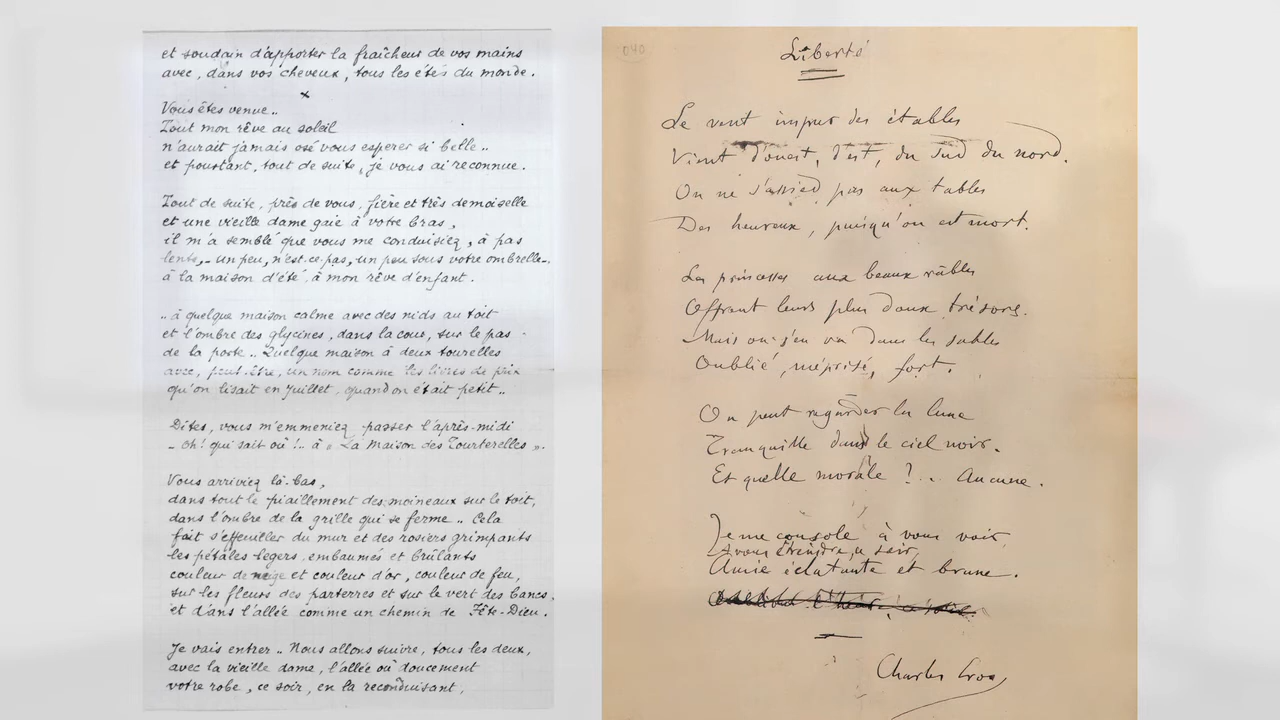 et soudain d'apporter la fraîcheur de vos mains
avec, dans vos cheveux, tous les étés du monde.
x
Vous êtes venue..
Tout mon rêve au soleil
n'aurait jamais osé vous espérer si belle..
et pourtant, tout de suite, je vous ai reconnue.
Tout de suite, près de vous, fière et très demoiselle
et une vieille dame gaie à votre bras,
il m'a semblé que vous me conduisiez, à pas
lents, - un peu, n'est-ce pas, un peu sous votre ombrelle -
à la maison d'été, à mon rêve d'enfant.
.. à quelque maison calme avec des nids au toit
et l'ombre des glycines, dans la cour, sur le pas
de la porte.. Quelque maison à deux tourelles
avec, peut-être, un nom comme les livres de prix
qu'on lisait en Juillet, quand on était petit..
Dites, vous m'emmeniez passer l'après-midi
- oh! qui sait où!.. à « La Maison des Tourterelles ».
Vous arriviez là-bas,
dans tout le piaillement des moineaux sur le toit,
dans l'ombre de la grille qui se ferme.. Cela
fait s'effeuiller du mur et des rosiers grimpants
les pétales légers, embaumés et brûlants
couleur de neige et couleur d'or, couleur de feu,
sur les fleurs des parterres et sur le vert des bancs
et dans l'allée comme un chemin de Fête-Dieu.
Je vais entrer.. Nous allons suivre, tous les deux,
avec la vieille dame, l'allée où doucement
votre robe, ce soir, en la reconduisant,
040
Liberté
Le vent impur des étables
Vient d'ouest, d'est, du sud du nord.
On ne s'assied pas aux tables
Des heureux, puisqu'on est mort.
Les princesses aux beaux râbles
Offrent leurs plus doux trésors.
Mais on s'en va dans les sables
Oublié, méprisé, fort.
On peut regarder la lune
Tranquille dans le ciel noir.
Et quelle morale ?.. Aucune.
Je me console à vous voir,
A vous étreindre, ce soir,
Amie éclatante et brune.
Charles Cros